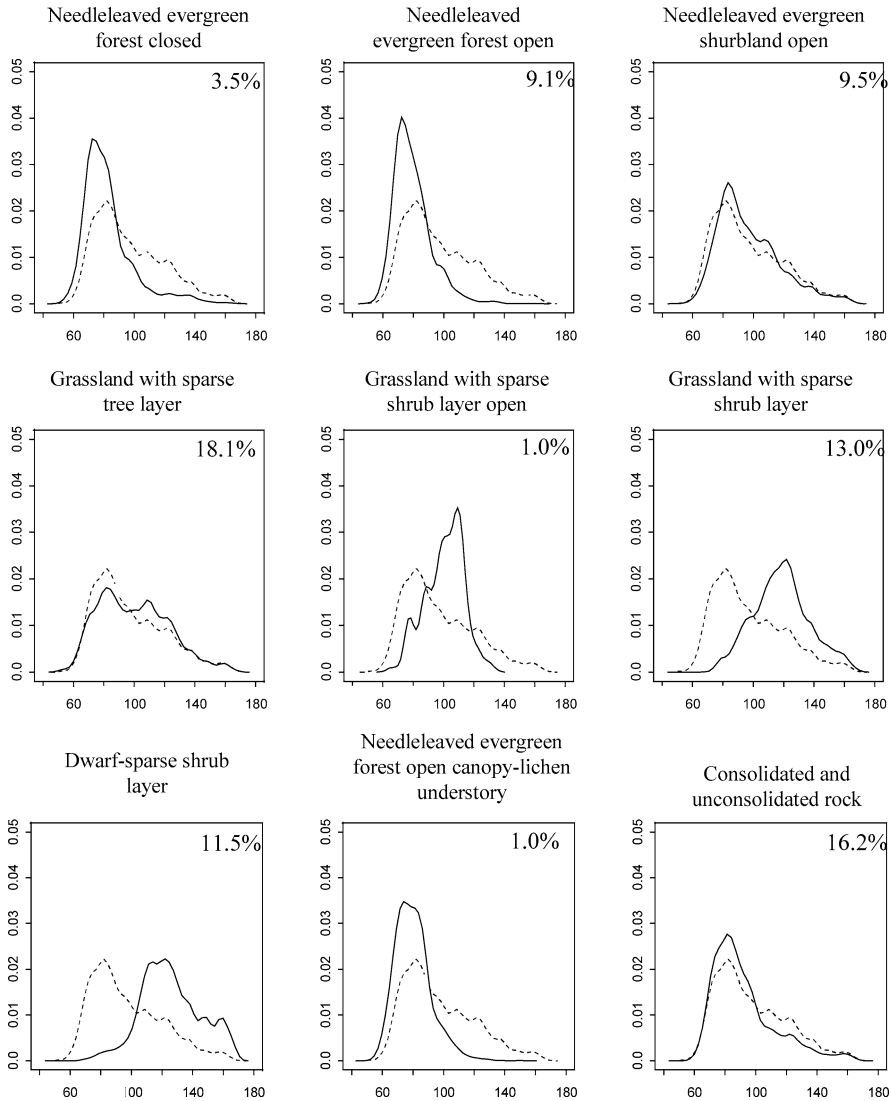 Needleleaved evergreen
forest closed
Needleleaved
evergreen forest open
Needleleaved evergreen
shurbland open
3.5%
9.1%
9.5%
0.05
0.04
0.03
0.02
0.01
0.0
0.05
0.04
0.03
0.02
0.01
0.0
0.05
0.04
0.03
0.02
0.01
0.0
60 100 140 180
60 100 140 180
60 100 140 180
Grassland with sparse
tree layer
Grassland with sparse
shrub layer open
Grassland with sparse
shrub layer
18.1%
1.0%
13.0%
0.05
0.04
0.03
0.02
0.01
0.0
0.05
0.04
0.03
0.02
0.01
0.0
0.05
0.04
0.03
0.02
0.01
0.0
60 100 140 180
60 100 140 180
60 100 140 180
Dwarf-sparse shrub
layer
Needleleaved evergreen
forest open canopy-lichen
understory
Consolidated and
unconsolidated rock
11.5%
1.0%
16.2%
0.05
0.04
0.03
0.02
0.01
0.0
0.05
0.04
0.03
0.02
0.01
0.0
0.05
0.04
0.03
0.02
0.01
0.0
60 100 140 180
60 100 140 180
60 100 140 180